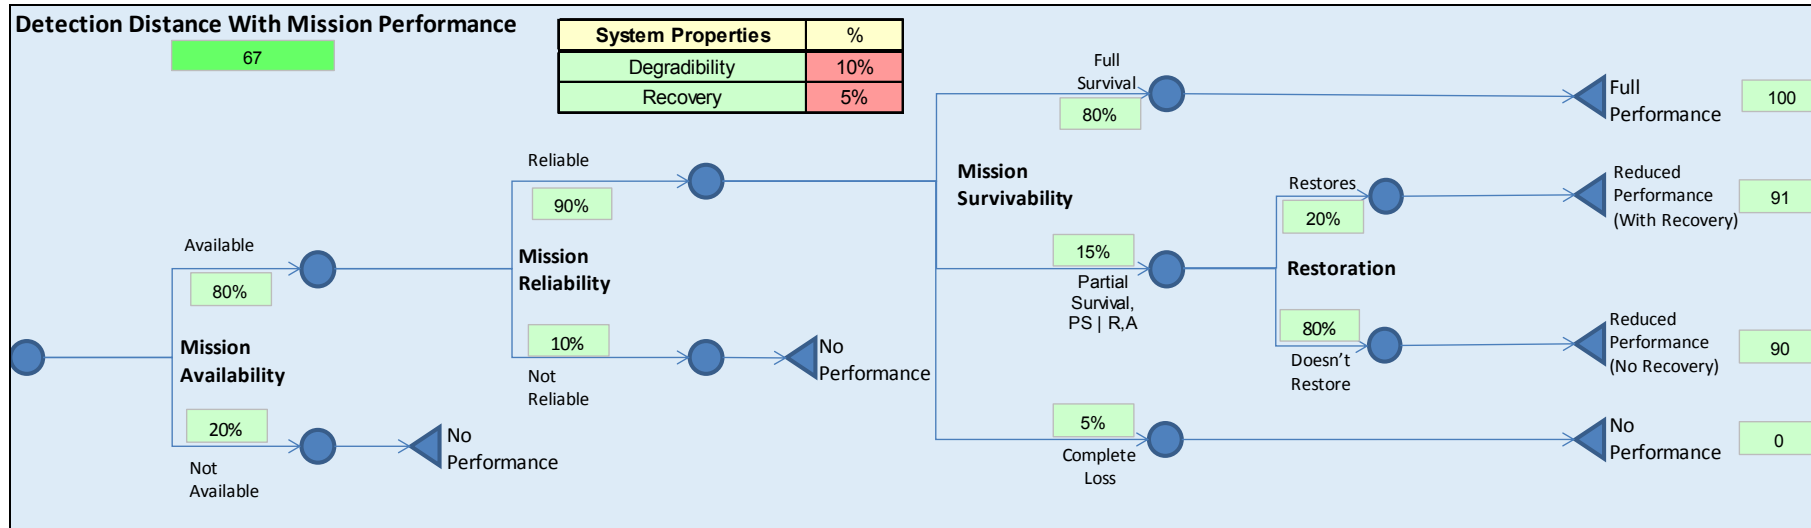 Detection Distance With Mission Performance
67
System Properties %
Degradibility 10%
Recovery 5%
Full
Survival
80%
Full
Performance
100
Reliable
90%
Mission
Survivability
Restores
20%
Reduced
Performance
(With Recovery)
91
Available
80%
Mission
Reliability
15%
Partial
Survival,
PS | R,A
Restoration
80%
Doesn’t
Restore
Reduced
Performance
(No Recovery)
90
Mission
Availability
10%
Not
Reliable
No
Performance
20%
Not
Available
No
Performance
5%
Complete
Loss
No
Performance
0